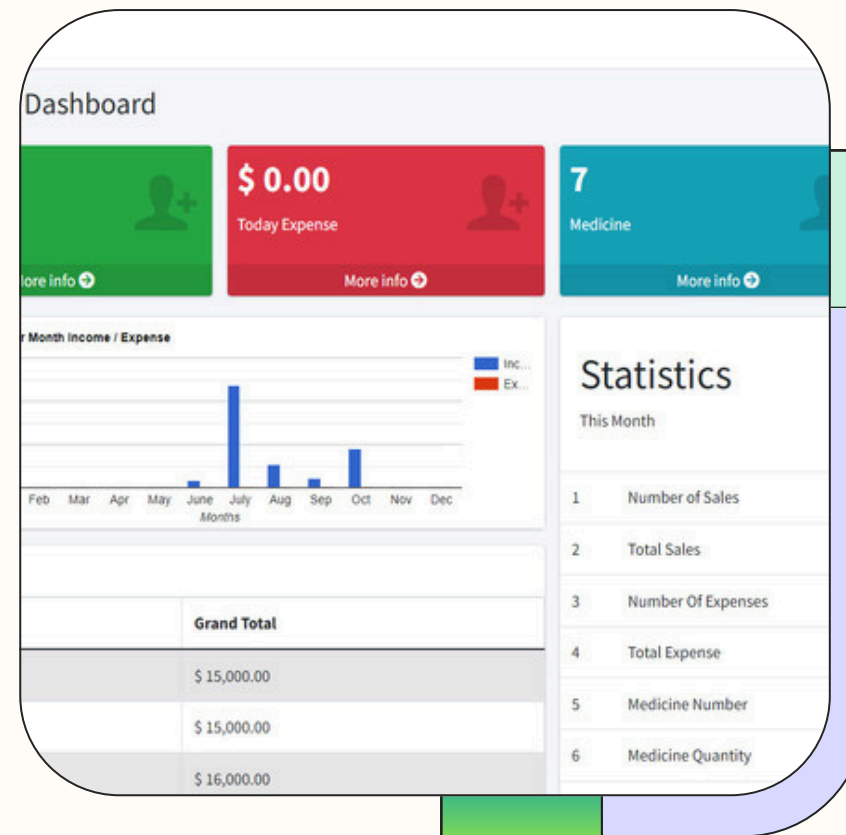 Dashboard
$ 0.00
Today Expense
More info
7
Medicine
More info
ore info
Month Income / Expense
Inc...
Ex...
Feb Mar Apr May June July Aug Sep Oct Nov Dec
Months
Grand Total
$ 15,000.00
$ 15,000.00
$ 16,000.00
Statistics
This Month
1 Number of Sales
2 Total Sales
3 Number Of Expenses
4 Total Expense
5 Medicine Number
6 Medicine Quantity